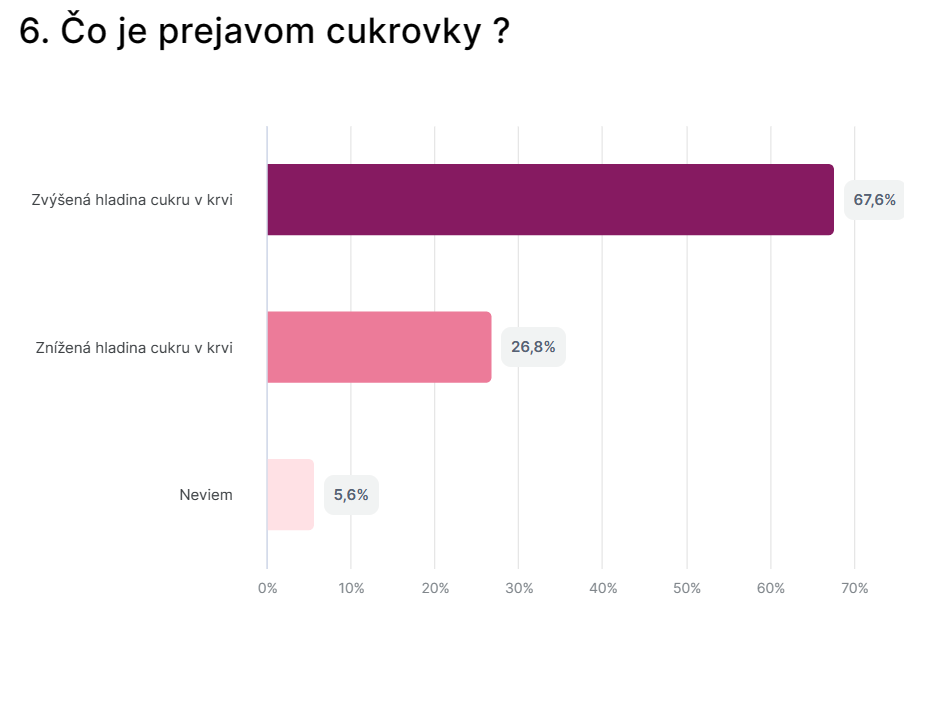 6. Čo je prejavom cukrovky ?
Zvýšená hladina cukru v krvi
67,6%
Znížená hladina cukru v krvi
26,8%
Neviem
5,6%
0% 10% 20% 30% 40% 50% 60% 70%